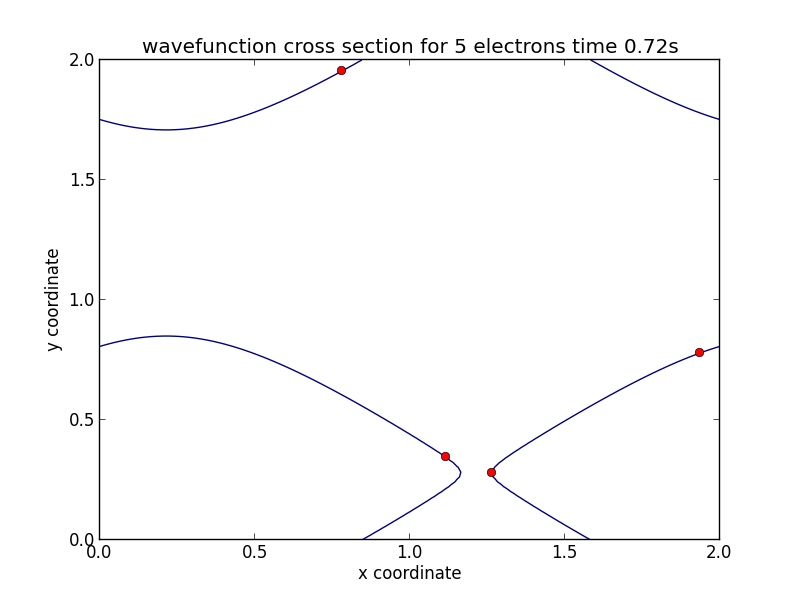 wavefunction cross section for 5 electrons time 0.72s
2.0
1.5
1.0
0.5
0.0
y coordinate
0.0 0.5 1.0 1.5 2.0
x coordinate